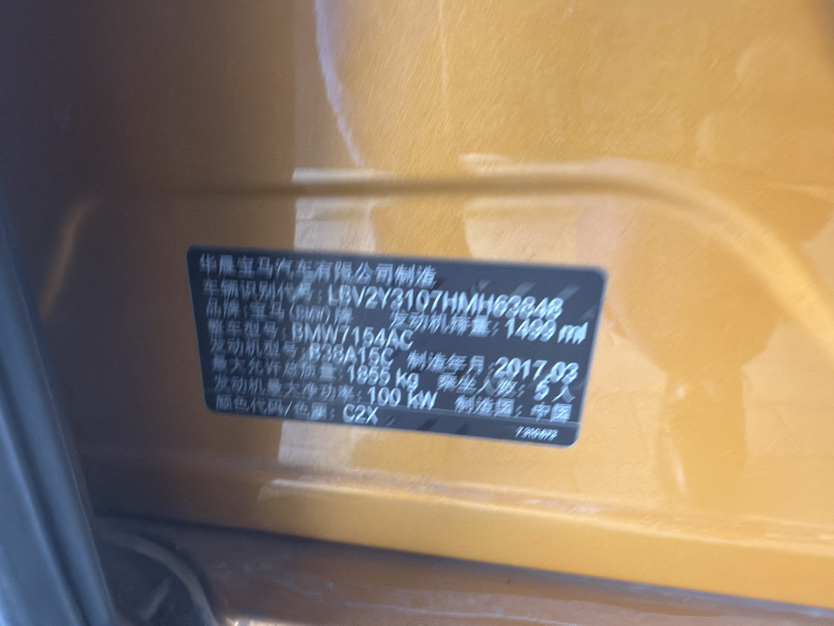 华晨宝马汽车有限公司制造
车辆识别代号: LBV2Y3107HMH63848
品牌: 宝马(BMW)牌 发动机排量: 1499 ml
整车型号: BMW7154AC
发动机型号: B38A15C 制造年月: 2017.03
最大允许总质量: 1855 kg 乘坐人数: 5人
发动机最大净功率: 100 kW 制造国: 中国
颜色代码/色调: C2X